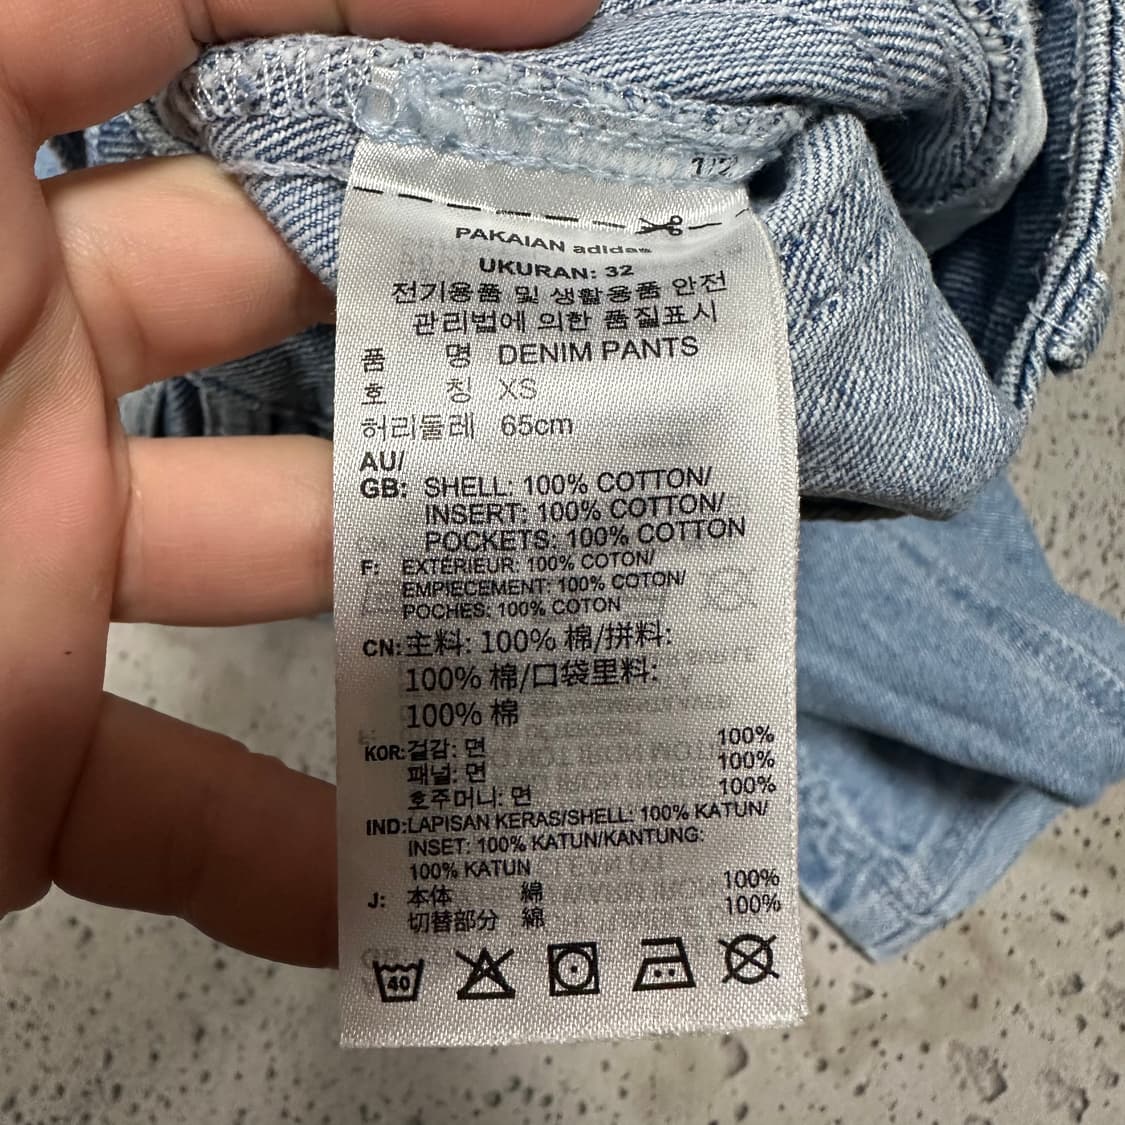 1/2
PAKAIAN adidas
UKURAN: 32
전기용품 및 생활용품 안전
관리법에 의한 품질표시
품 명 DENIM PANTS
호 칭 XS
허리둘레 65cm
AU/
GB: SHELL: 100% COTTON/
INSERT: 100% COTTON/
POCKETS: 100% COTTON
F: EXTERIEUR: 100% COTON/
EMPIECEMENT: 100% COTON/
POCHES: 100% COTON
CN: 主料: 100% 棉/拼料:
100% 棉/口袋里料:
100% 棉
KOR: 겉감: 면 100%
패널: 면 100%
호주머니: 면 100%
IND: LAPISAN KERAS/SHELL: 100% KATUN/
INSET: 100% KATUN/KANTUNG:
100% KATUN
J: 本体 綿 100%
切替部分 綿 100%
40